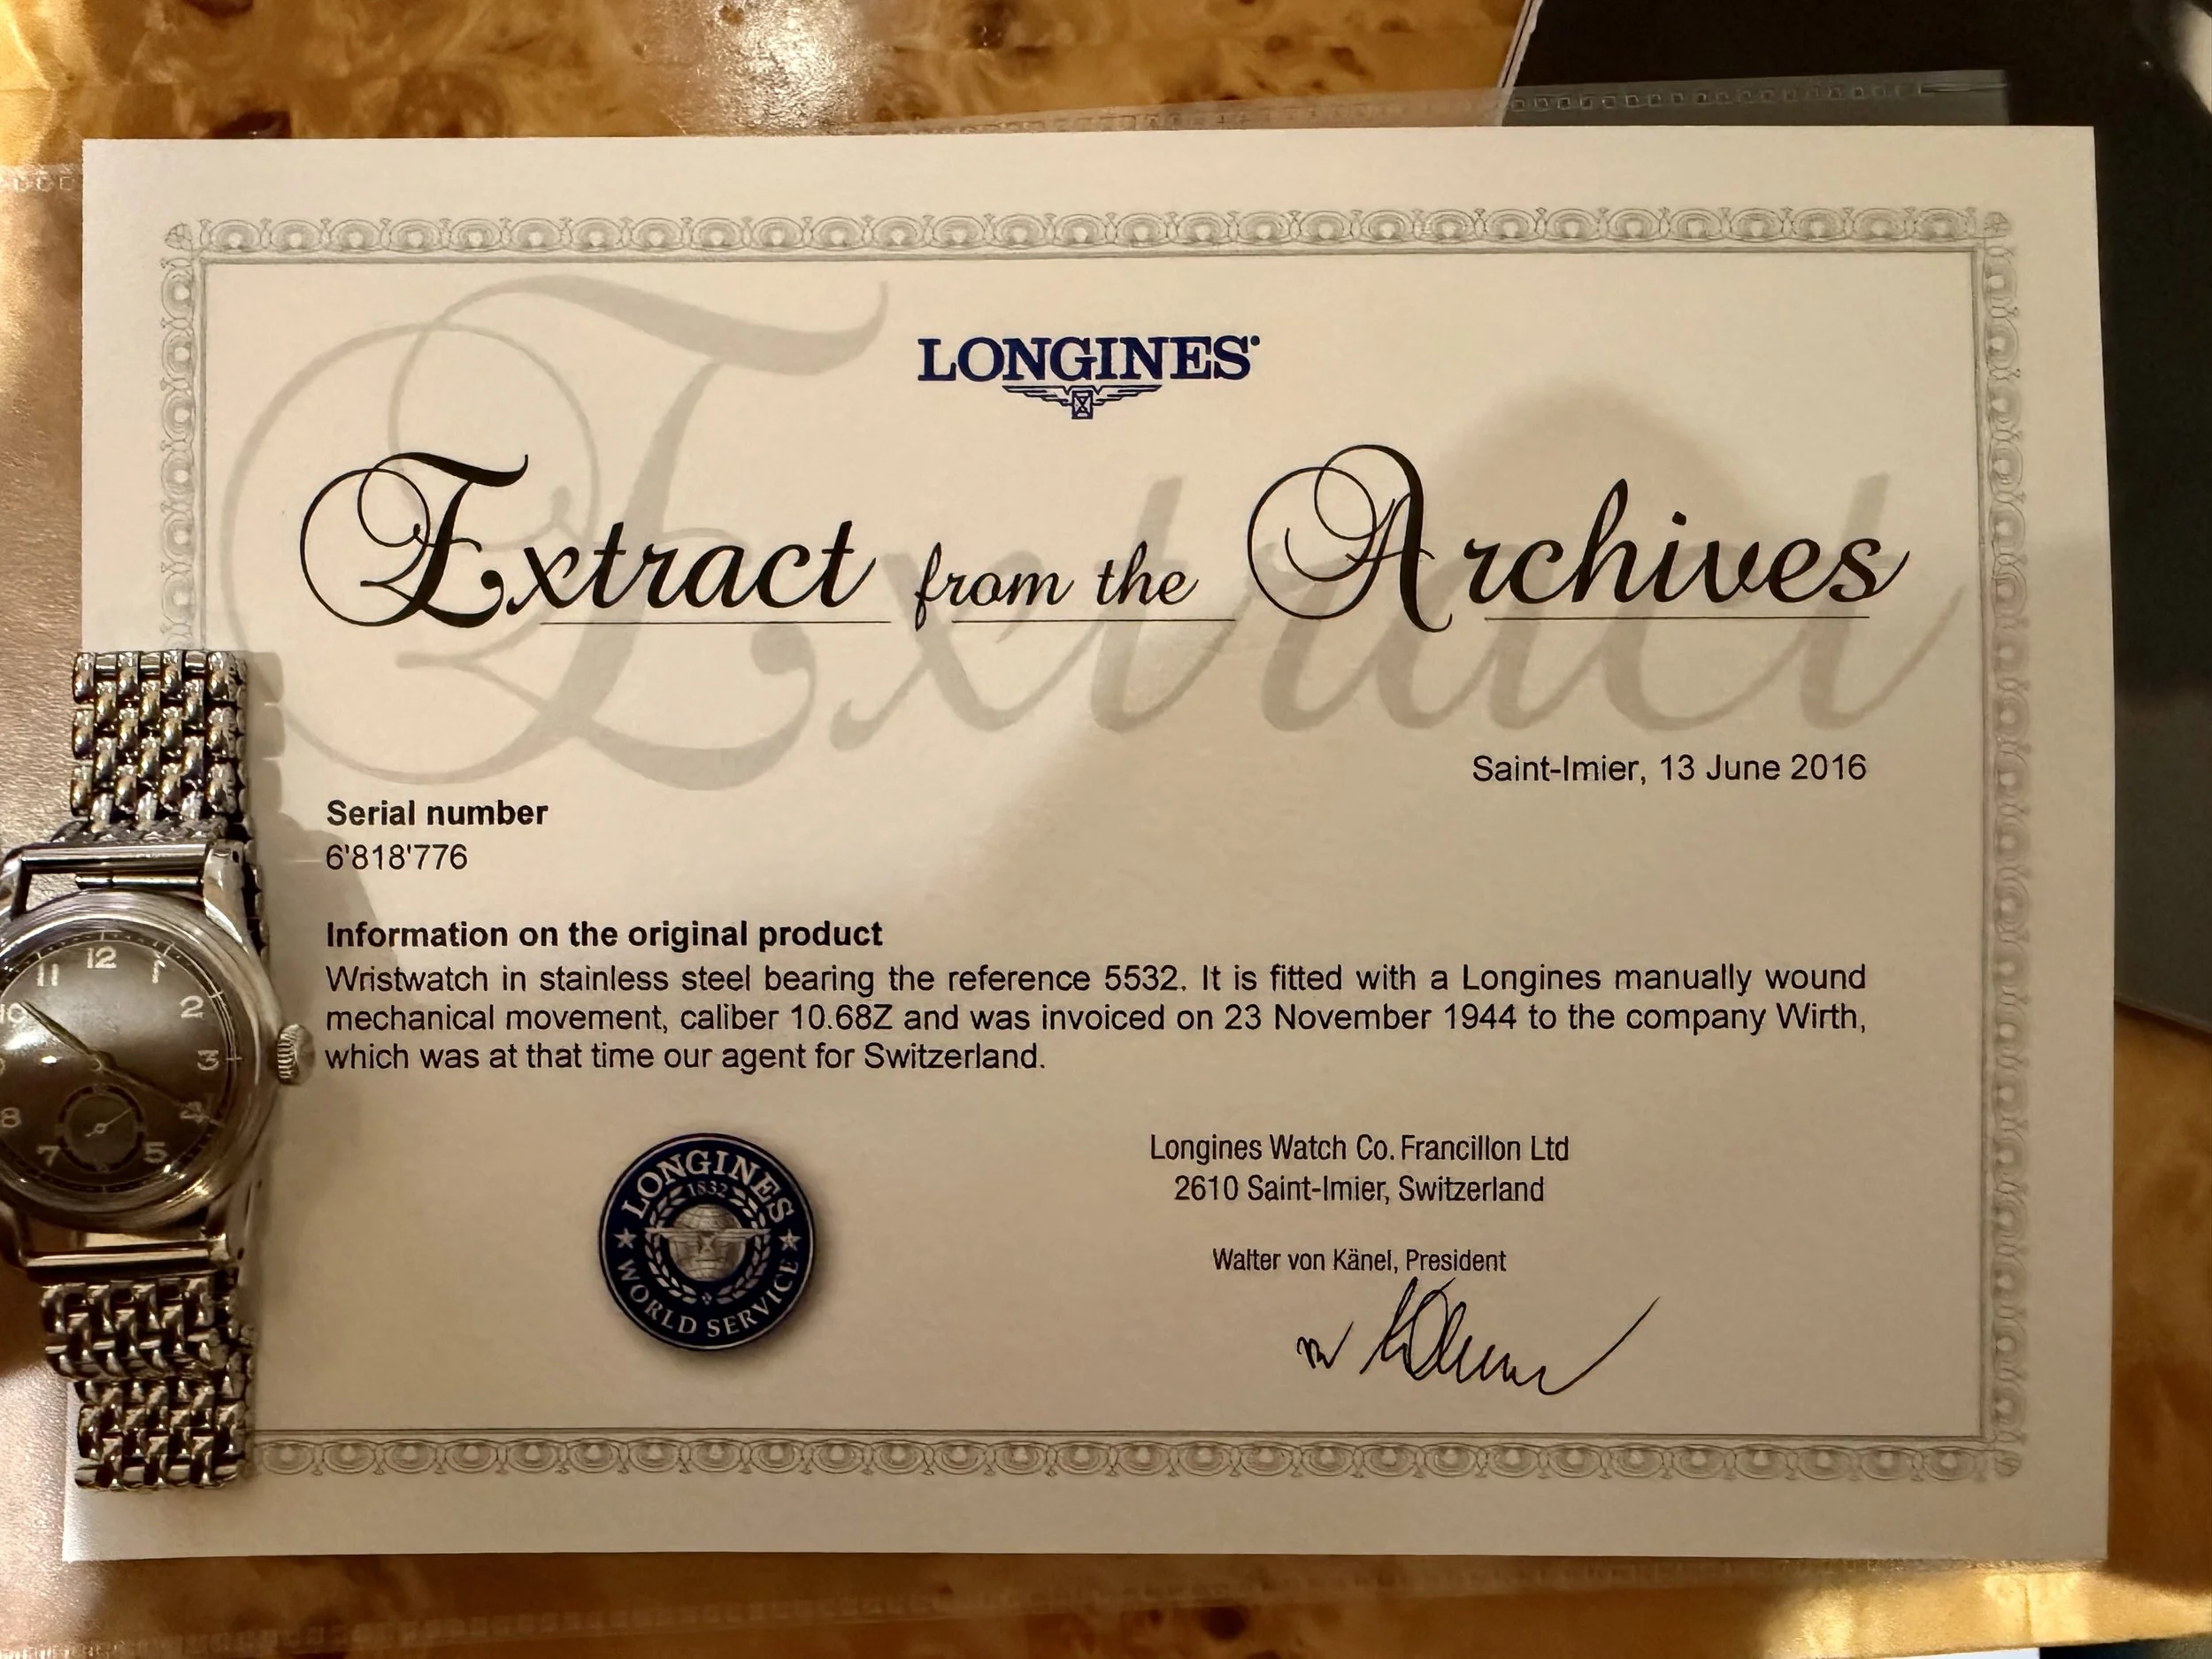 LONGINES
Extract from the Archives
Extract
Saint-Imier, 13 June 2016
Serial number
6'818'776
Information on the original product
Wristwatch in stainless steel bearing the reference 5532. It is fitted with a Longines manually wound
mechanical movement, caliber 10.68Z and was invoiced on 23 November 1944 to the company Wirth,
which was at that time our agent for Switzerland.
12
11
1
10
2
3
8
4
7
5
LONGINES
1832
WORLD SERVICE
Longines Watch Co. Francillon Ltd
2610 Saint-Imier, Switzerland
Walter von Känel, President